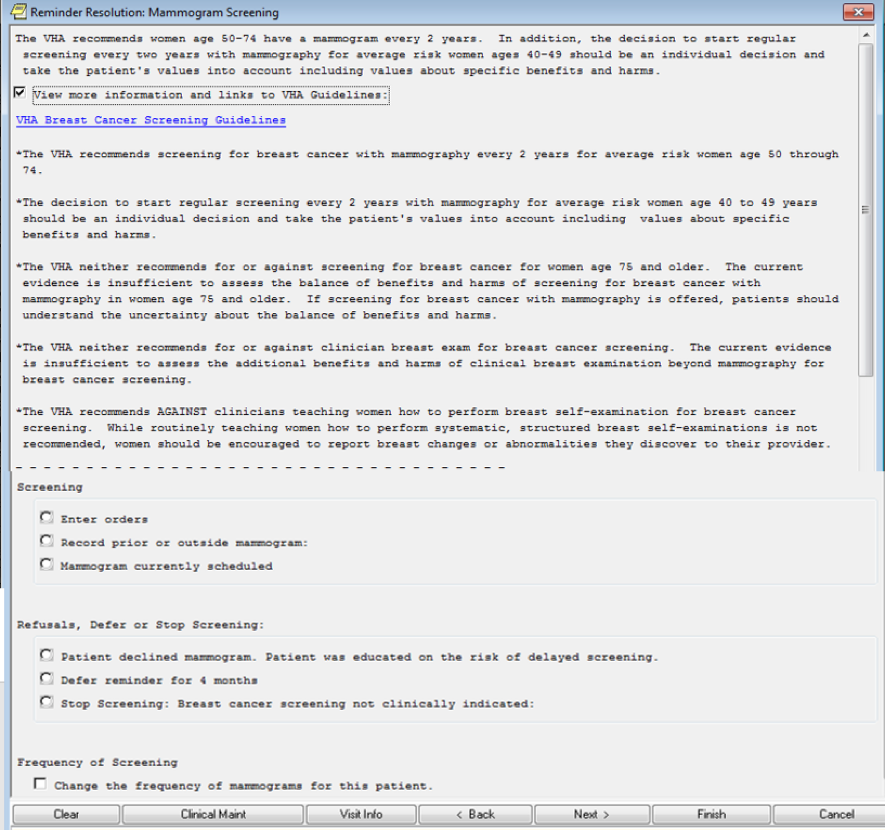 Reminder Resolution: Mammogram Screening
The VHA recommends women age 50-74 have a mammogram every 2 years.  In addition, the decision to start regular
screening every two years with mammography for average risk women ages 40-49 should be an individual decision and
take the patient's values into account including values about specific benefits and harms.
View more information and links to VHA Guidelines:
VHA Breast Cancer Screening Guidelines
*The VHA recommends screening for breast cancer with mammography every 2 years for average risk women age 50 through
74.
*The decision to start regular screening every 2 years with mammography for average risk women age 40 to 49 years
should be an individual decision and take the patient's values into account including  values about specific
benefits and harms.
*The VHA neither recommends for or against screening for breast cancer for women age 75 and older.  The current
evidence is insufficient to assess the balance of benefits and harms of screening for breast cancer with
mammography in women age 75 and older.  If screening for breast cancer with mammography is offered, patients should
understand the uncertainty about the balance of benefits and harms.
*The VHA neither recommends for or against clinician breast exam for breast cancer screening.  The current evidence
is insufficient to assess the additional benefits and harms of clinical breast examination beyond mammography for
breast cancer screening.
*The VHA recommends AGAINST clinicians teaching women how to perform breast self-examination for breast cancer
screening.  While routinely teaching women how to perform systematic, structured breast self-examinations is not
recommended, women should be encouraged to report breast changes or abnormalities they discover to their provider.
- - - - - - - - - - - - - - - - - - - - - - - - - - - - - - - - - - -
Screening
Enter orders
Record prior or outside mammogram:
Mammogram currently scheduled
Refusals, Defer or Stop Screening:
Patient declined mammogram. Patient was educated on the risk of delayed screening.
Defer reminder for 4 months
Stop Screening: Breast cancer screening not clinically indicated:
Frequency of Screening
Change the frequency of mammograms for this patient.
Clear Clinical Maint Visit Info < Back Next > Finish Cancel